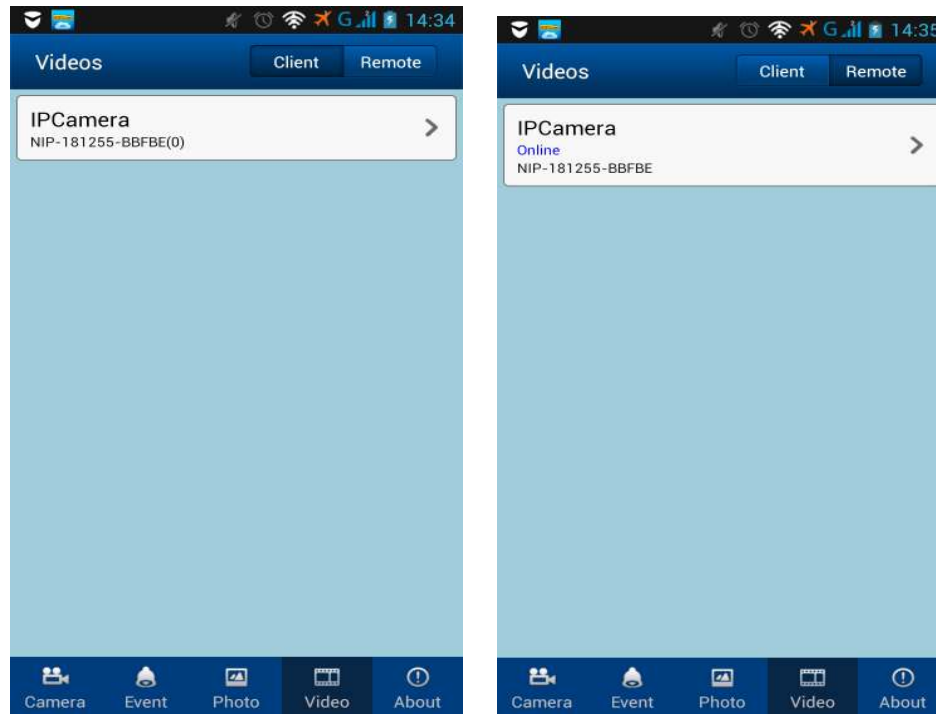 G 14:34
Videos Client Remote
IPCamera
NIP-181255-BBFBE(0)
Camera Event Photo Video About
G 14:35
Videos Client Remote
IPCamera
Online
NIP-181255-BBFBE
Camera Event Photo Video About